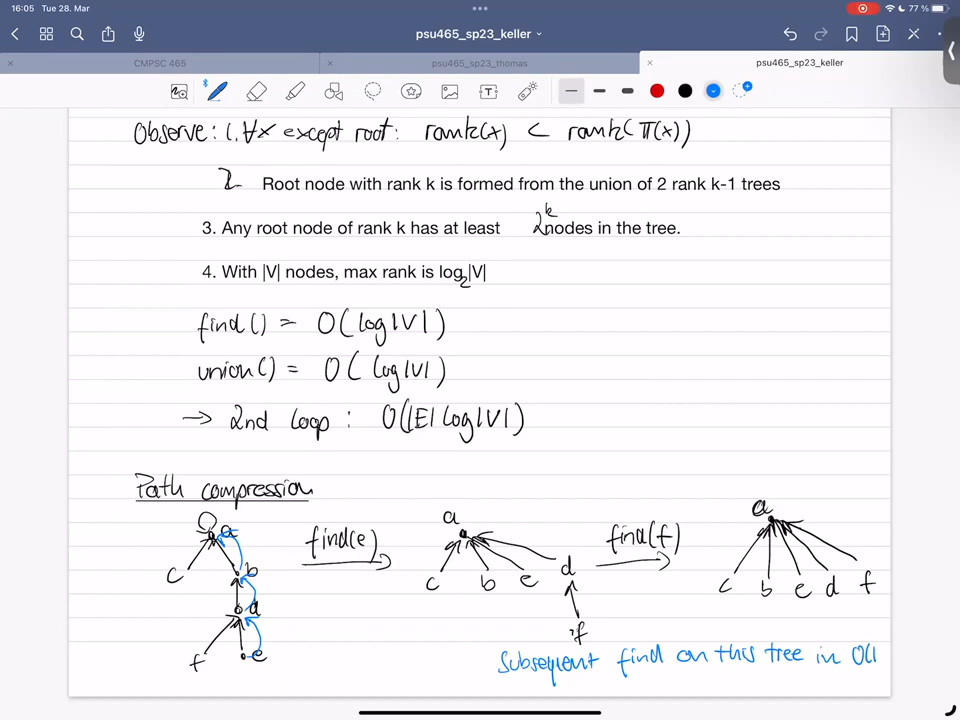 16:05 Tue 28. Mar
77 %
psu465_sp23_keller
CMPSC 465
psu465_sp23_thomas
psu465_sp23_keller
Observe: 1. ∀x except root: rank(x) < rank(π(x))
2 Root node with rank k is formed from the union of 2 rank k-1 trees
3. Any root node of rank k has at least 2^k nodes in the tree.
4. With |V| nodes, max rank is log₂|V|
find() = O(log|V|)
union() = O(log|V|)
→ 2nd loop: O(|E| log|V|)
Path compression
a
c
b
d
f
e
find(e)
a
c b e d
f
find(f)
a
c b e d f
Subsequent find on this tree in O(1